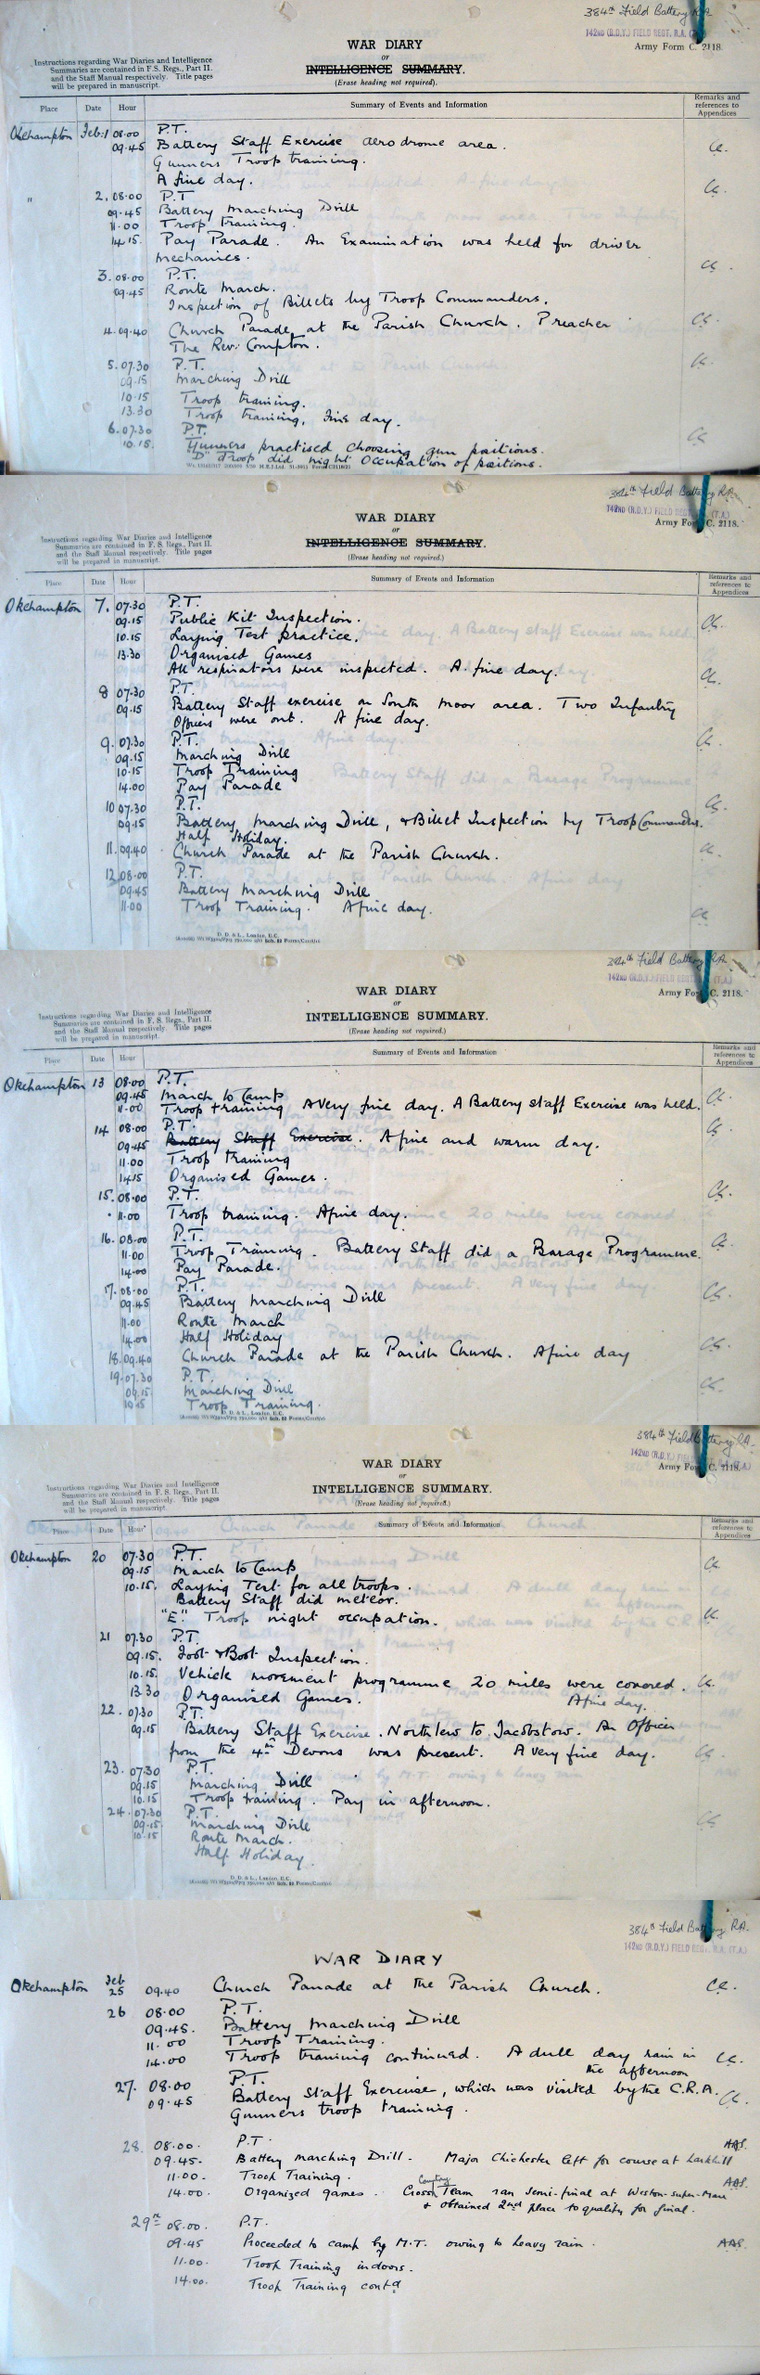 384th Field Battery R.A.
142ND (R.D.Y.) FIELD REGT. R.A. (T.A.)
Army Form C. 2118.
WAR DIARY
or
INTELLIGENCE SUMMARY.
(Erase heading not required).
Instructions regarding War Diaries and Intelligence
Summaries are contained in F.S. Regs., Part II.
and the Staff Manual respectively. Title pages
will be prepared in manuscript.
Place Date Hour Summary of Events and Information Remarks and references to Appendices
Okehampton Feb: 1 08.00 P.T.
09.45 Battery Staff Exercise aerodrome area.
Gunners Troop training.
A fine day.
" 2. 08.00 P.T
09.45 Battery Marching Drill
11.00 Troop training.
14.15. Pay Parade. An Examination was held for driver
mechanics.
3. 08.00 P.T.
09.45 Route March.
Inspection of Billets by Troop Commanders.
4. 09.40 Church Parade at the Parish Church. Preacher
The Rev: Compton.
5. 07.30 P.T.
09.15 Marching Drill
10.15 Troop training.
13.30 Troop training, Fine day.
6. 07.30 P.T.
10.15. Gunners practised choosing gun positions.
"D" Troop did night Occupation of positions.
384th Field Battery RA.
142ND (R.D.Y.) FIELD REGT. R.A. (T.A.)
Army Form C. 2118.
WAR DIARY
or
INTELLIGENCE SUMMARY.
(Erase heading not required.)
Instructions regarding War Diaries and Intelligence
Summaries are contained in F. S. Regs., Part II.
and the Staff Manual respectively. Title pages
will be prepared in manuscript.
Place Date Hour Summary of Events and Information Remarks and references to Appendices
Okehampton 7. 07.30 P.T.
09.15 Public Kit Inspection.
10.15 Laying Test practice.
13.30 Organised Games
All respirators were inspected. A fine day.
8 07.30 P.T.
09.15 Battery Staff exercise on South Moor area. Two Infantry
Officers were out. A fine day.
9. 07.30 P.T.
09.15 Marching Drill
10.15 Troop Training
14.00 Pay Parade
10 07.30 P.T.
09.15 Battery Marching Drill, & Billet Inspection by Troop Commanders.
Half Holiday.
11. 09.40 Church Parade at the Parish Church.
12. 08.00 P.T.
09.45 Battery Marching Drill
11.00 Troop Training. A fine day.
D. D. & L., London, E.C.
384th Field Battery RA.
142ND (R.D.Y.) FIELD REGT. R.A. (T.A.)
Army Form C. 2118.
WAR DIARY
or
INTELLIGENCE SUMMARY.
(Erase heading not required.)
Instructions regarding War Diaries and Intelligence
Summaries are contained in F. S. Regs., Part II.
and the Staff Manual respectively. Title pages
will be prepared in manuscript.
Place Date Hour Summary of Events and Information Remarks and references to Appendices
Okehampton 13 08.00 P.T.
09.45 March to Camp
11.00 Troop training A very fine day. A Battery Staff Exercise was held.
14 08.00 P.T.
09.45 Battery Staff Exercise. A fine and warm day.
11.00 Troop training
14.15 Organised Games.
15. 08.00 P.T.
11.00 Troop training. A fine day.
16. 08.00 P.T.
11.00 Troop Training. Battery Staff did a Barage Programme.
14.00 Pay Parade.
17. 08.00 P.T.
09.45 Battery Marching Drill
11.00 Route March
14.00 Half Holiday
18. 09.40 Church Parade at the Parish Church. A fine day
19. 07.30 P.T.
09.15 Marching Drill
10.15 Troop Training.
D. D. & L., London, E.C.
384th Field Battery R.A.
142ND (R.D.Y.) FIELD REGT. R.A. (T.A.)
Army Form C. 2118.
WAR DIARY
or
INTELLIGENCE SUMMARY.
(Erase heading not required.)
Instructions regarding War Diaries and Intelligence
Summaries are contained in F. S. Regs., Part II.
and the Staff Manual respectively. Title pages
will be prepared in manuscript.
Place Date Hour Summary of Events and Information Remarks and references to Appendices
Okehampton 20 07.30 P.T.
09.15 March to Camp
10.15. Laying Test for all troops.
Battery Staff did meteor.
"E" Troop night occupation.
21 07.30 P.T.
09.15. Foot & Boot Inspection.
10.15. Vehicle movement programme 20 miles were covered.
13.30 Organised Games. A fine day.
22. 07.30 P.T.
09.15 Battery Staff Exercise. Northlew to Jacobstow. An Officer
from the 4th Devons was present. A very fine day.
23. 07.30 P.T.
09.15 Marching Drill
10.15 Troop training. Pay in afternoon.
24. 07.30 P.T.
09.15 Marching Drill
10.15 Route March.
Half Holiday.
D. D. & L., London, E.C.
384th Field Battery RA.
142ND (R.D.Y.) FIELD REGT. R.A. (T.A.)
WAR DIARY
Okehampton Feb 25 09.40 Church Parade at the Parish Church.
26 08.00 P.T.
09.45. Battery Marching Drill
11.00 Troop Training.
14.00 Troop training continued. A dull day rain in
the afternoon
27. 08.00 P.T.
09.45 Battery Staff Exercise, which was visited by the C.R.A.
Gunners troop training.
28. 08.00. P.T. AAS.
09.45. Battery marching Drill. Major Chichester left for course at Larkhill
11.00. Troop Training. AAS.
14.00. Organized games. Cross Country Team ran semi-final at Weston-super-Mare
& obtained 2nd place to qualify for final.
29th 08.00. P.T.
09.45 Proceeded to camp by M.T. owing to heavy rain. AAS.
11.00. Troop Training indoors.
14.00. Troop Training contd